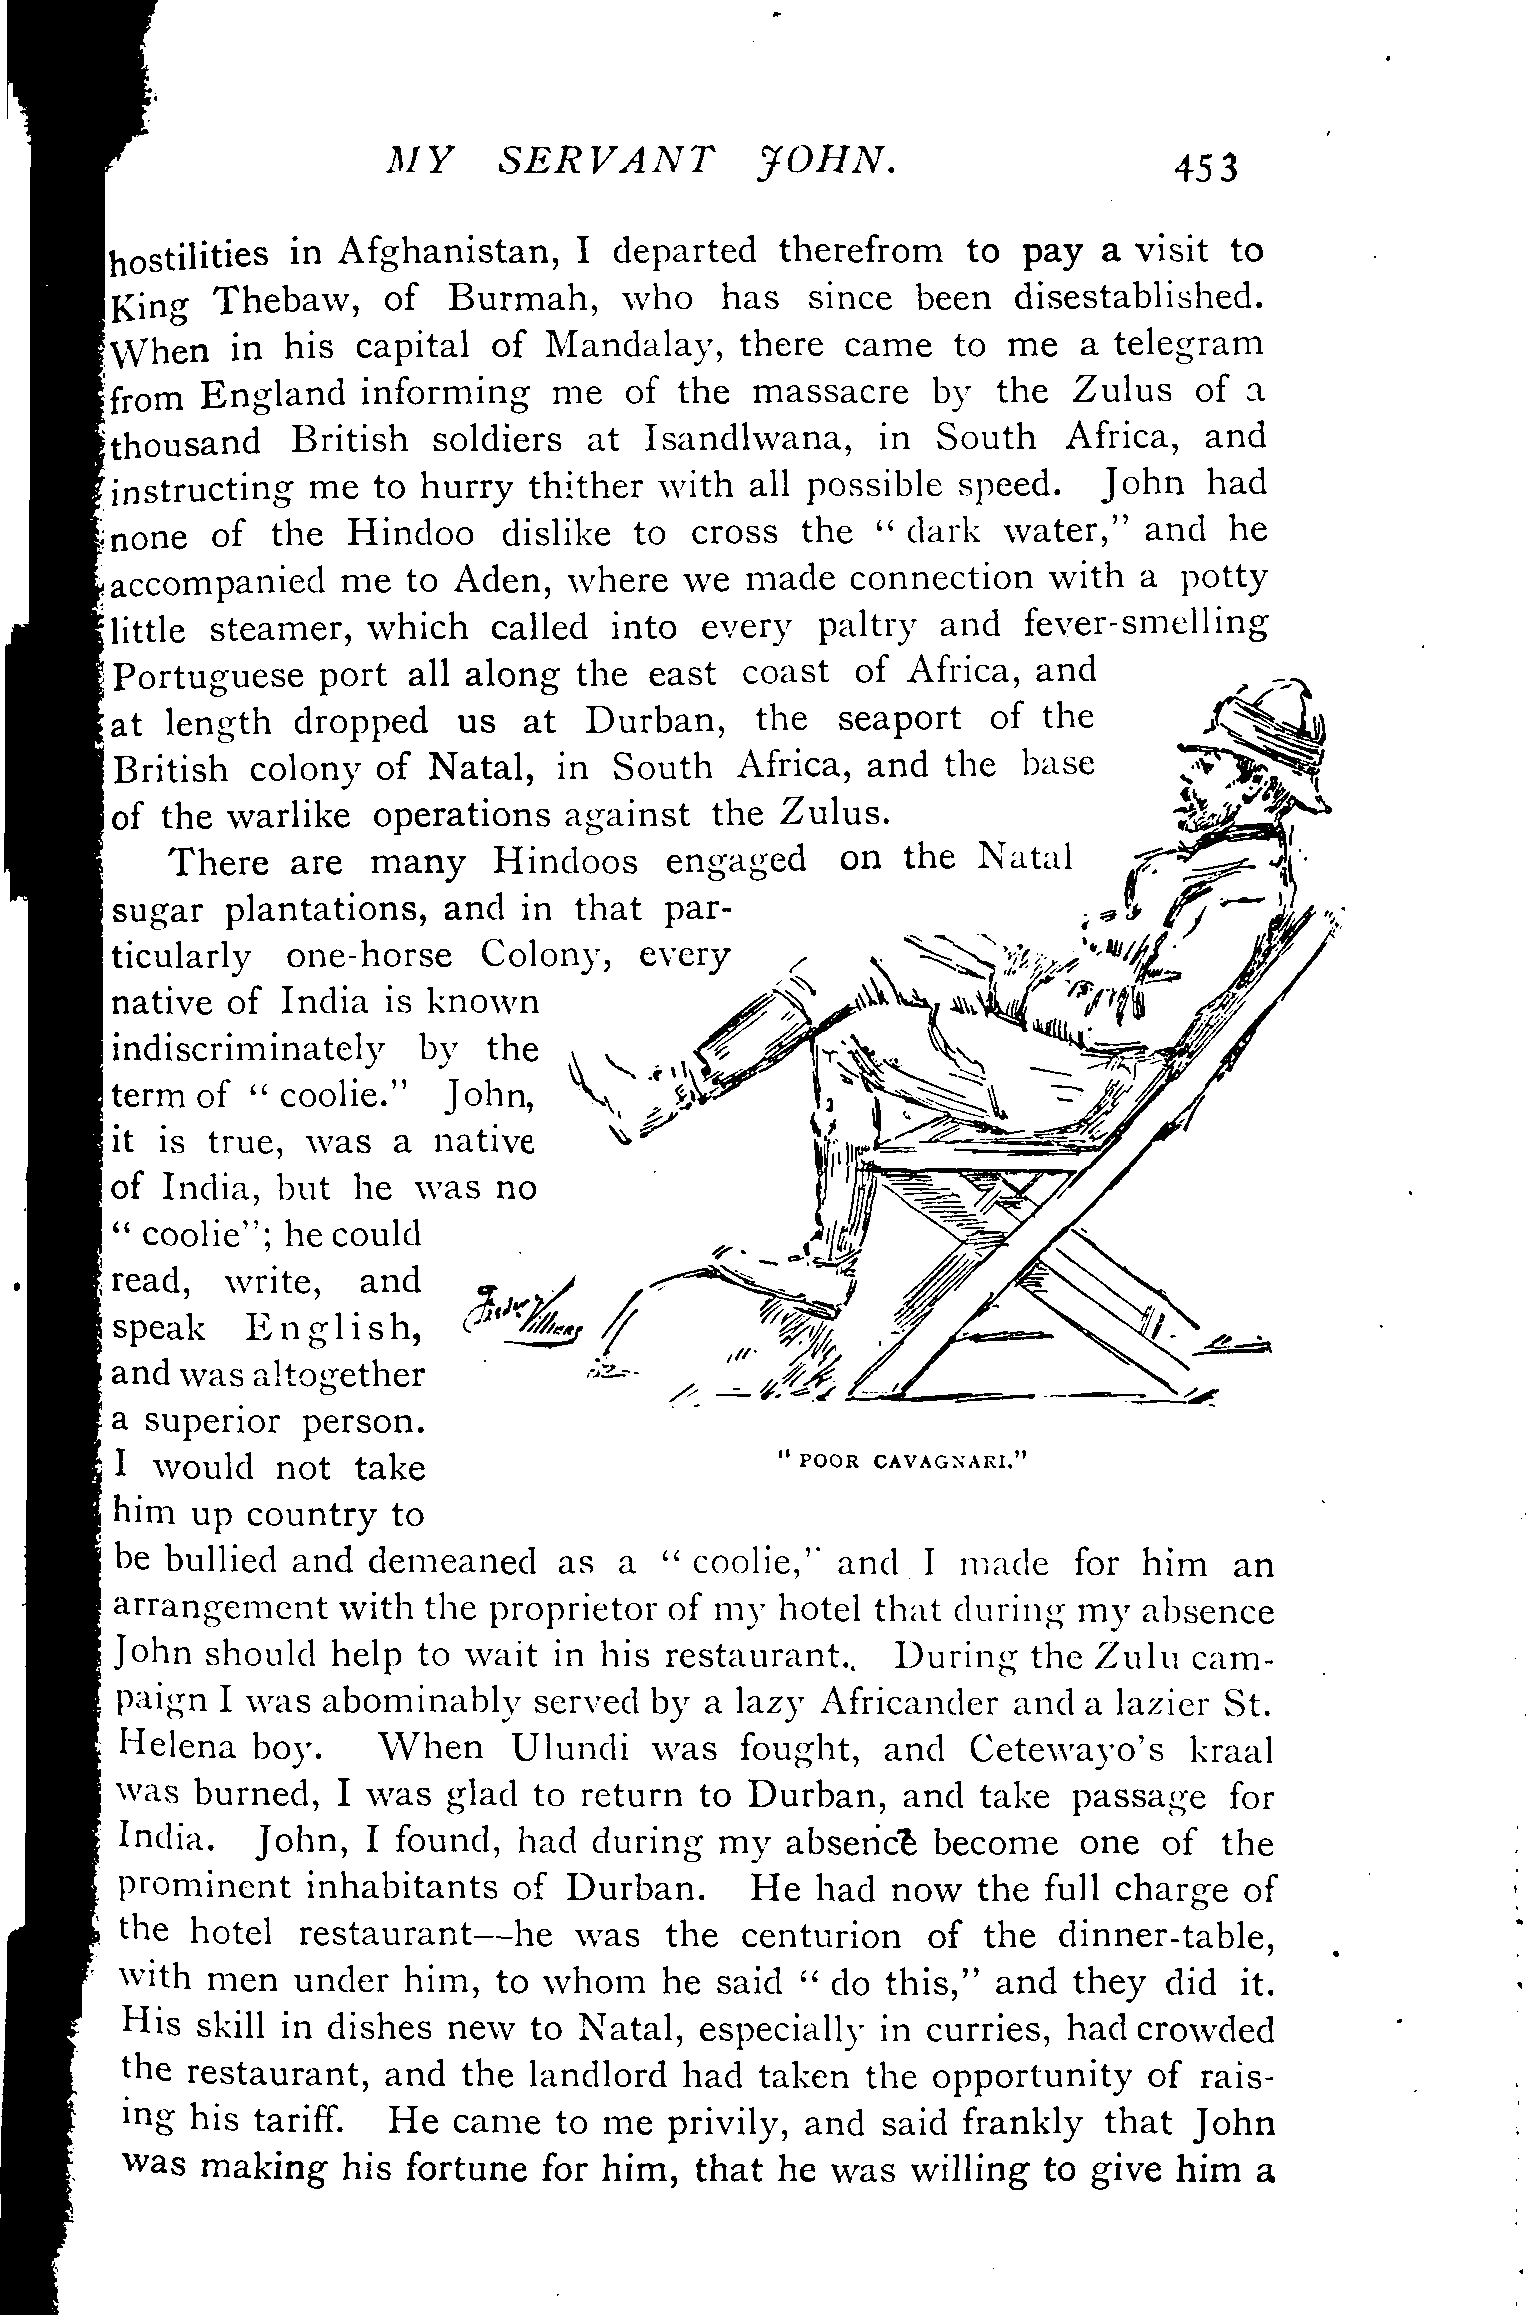 MY SERVANT JOHN. 453
hostilities in Afghanistan, I departed therefrom to pay a visit to
King Thebaw, of Burmah, who has since been disestablished.
When in his capital of Mandalay, there came to me a telegram
from England informing me of the massacre by the Zulus of a
thousand British soldiers at Isandlwana, in South Africa, and
instructing me to hurry thither with all possible speed. John had
none of the Hindoo dislike to cross the “ dark water,” and he
accompanied me to Aden, where we made connection with a potty
little steamer, which called into every paltry and fever-smelling
Portuguese port all along the east coast of Africa, and
at length dropped us at Durban, the seaport of the
British colony of Natal, in South Africa, and the base
of the warlike operations against the Zulus.
There are many Hindoos engaged on the Natal
sugar plantations, and in that par-
ticularly one-horse Colony, every
native of India is known
indiscriminately by the
term of “ coolie.” John,
it is true, was a native
of India, but he was no
“ coolie”; he could
read, write, and
speak English,
and was altogether
a superior person.
I would not take
him up country to
Fredc Villiers
“ POOR CAVAGNARI.”
be bullied and demeaned as a “ coolie,” and I made for him an
arrangement with the proprietor of my hotel that during my absence
John should help to wait in his restaurant. During the Zulu cam-
paign I was abominably served by a lazy Africander and a lazier St.
Helena boy. When Ulundi was fought, and Cetewayo’s kraal
was burned, I was glad to return to Durban, and take passage for
India. John, I found, had during my absence become one of the
prominent inhabitants of Durban. He had now the full charge of
the hotel restaurant—he was the centurion of the dinner-table,
with men under him, to whom he said “ do this,” and they did it.
His skill in dishes new to Natal, especially in curries, had crowded
the restaurant, and the landlord had taken the opportunity of rais-
ing his tariff. He came to me privily, and said frankly that John
was making his fortune for him, that he was willing to give him a